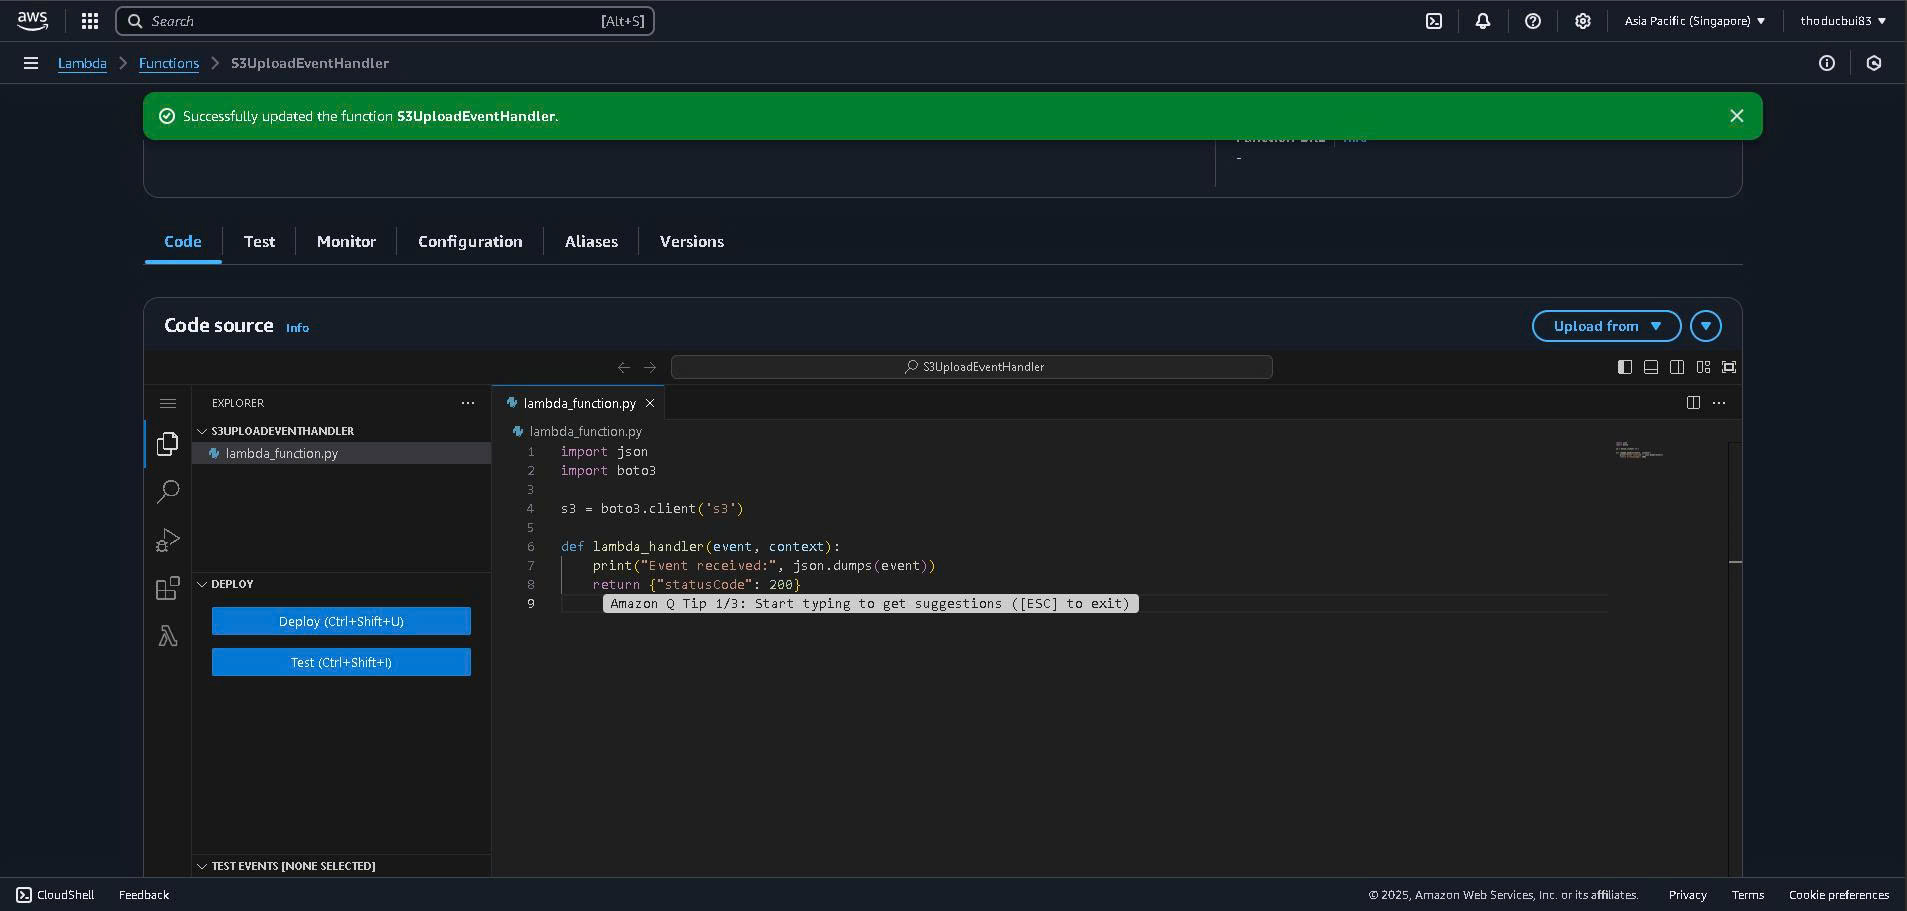 aws
Search
[Alt+S]
Asia Pacific (Singapore)
thoducbui83
Lambda
Functions
S3UploadEventHandler
Successfully updated the function S3UploadEventHandler.
-
Code
Test
Monitor
Configuration
Aliases
Versions
Code source
Info
Upload from
S3UploadEventHandler
EXPLORER
lambda_function.py
S3UPLOADEVENTHANDLER
lambda_function.py
lambda_function.py
1 import json
2 import boto3
3
4 s3 = boto3.client('s3')
5
6 def lambda_handler(event, context):
7 print("Event received:", json.dumps(event))
8 return {"statusCode": 200}
9 Amazon Q Tip 1/3: Start typing to get suggestions ([ESC] to exit)
DEPLOY
Deploy (Ctrl+Shift+U)
Test (Ctrl+Shift+I)
TEST EVENTS [NONE SELECTED]
CloudShell
Feedback
© 2025, Amazon Web Services, Inc. or its affiliates.
Privacy
Terms
Cookie preferences